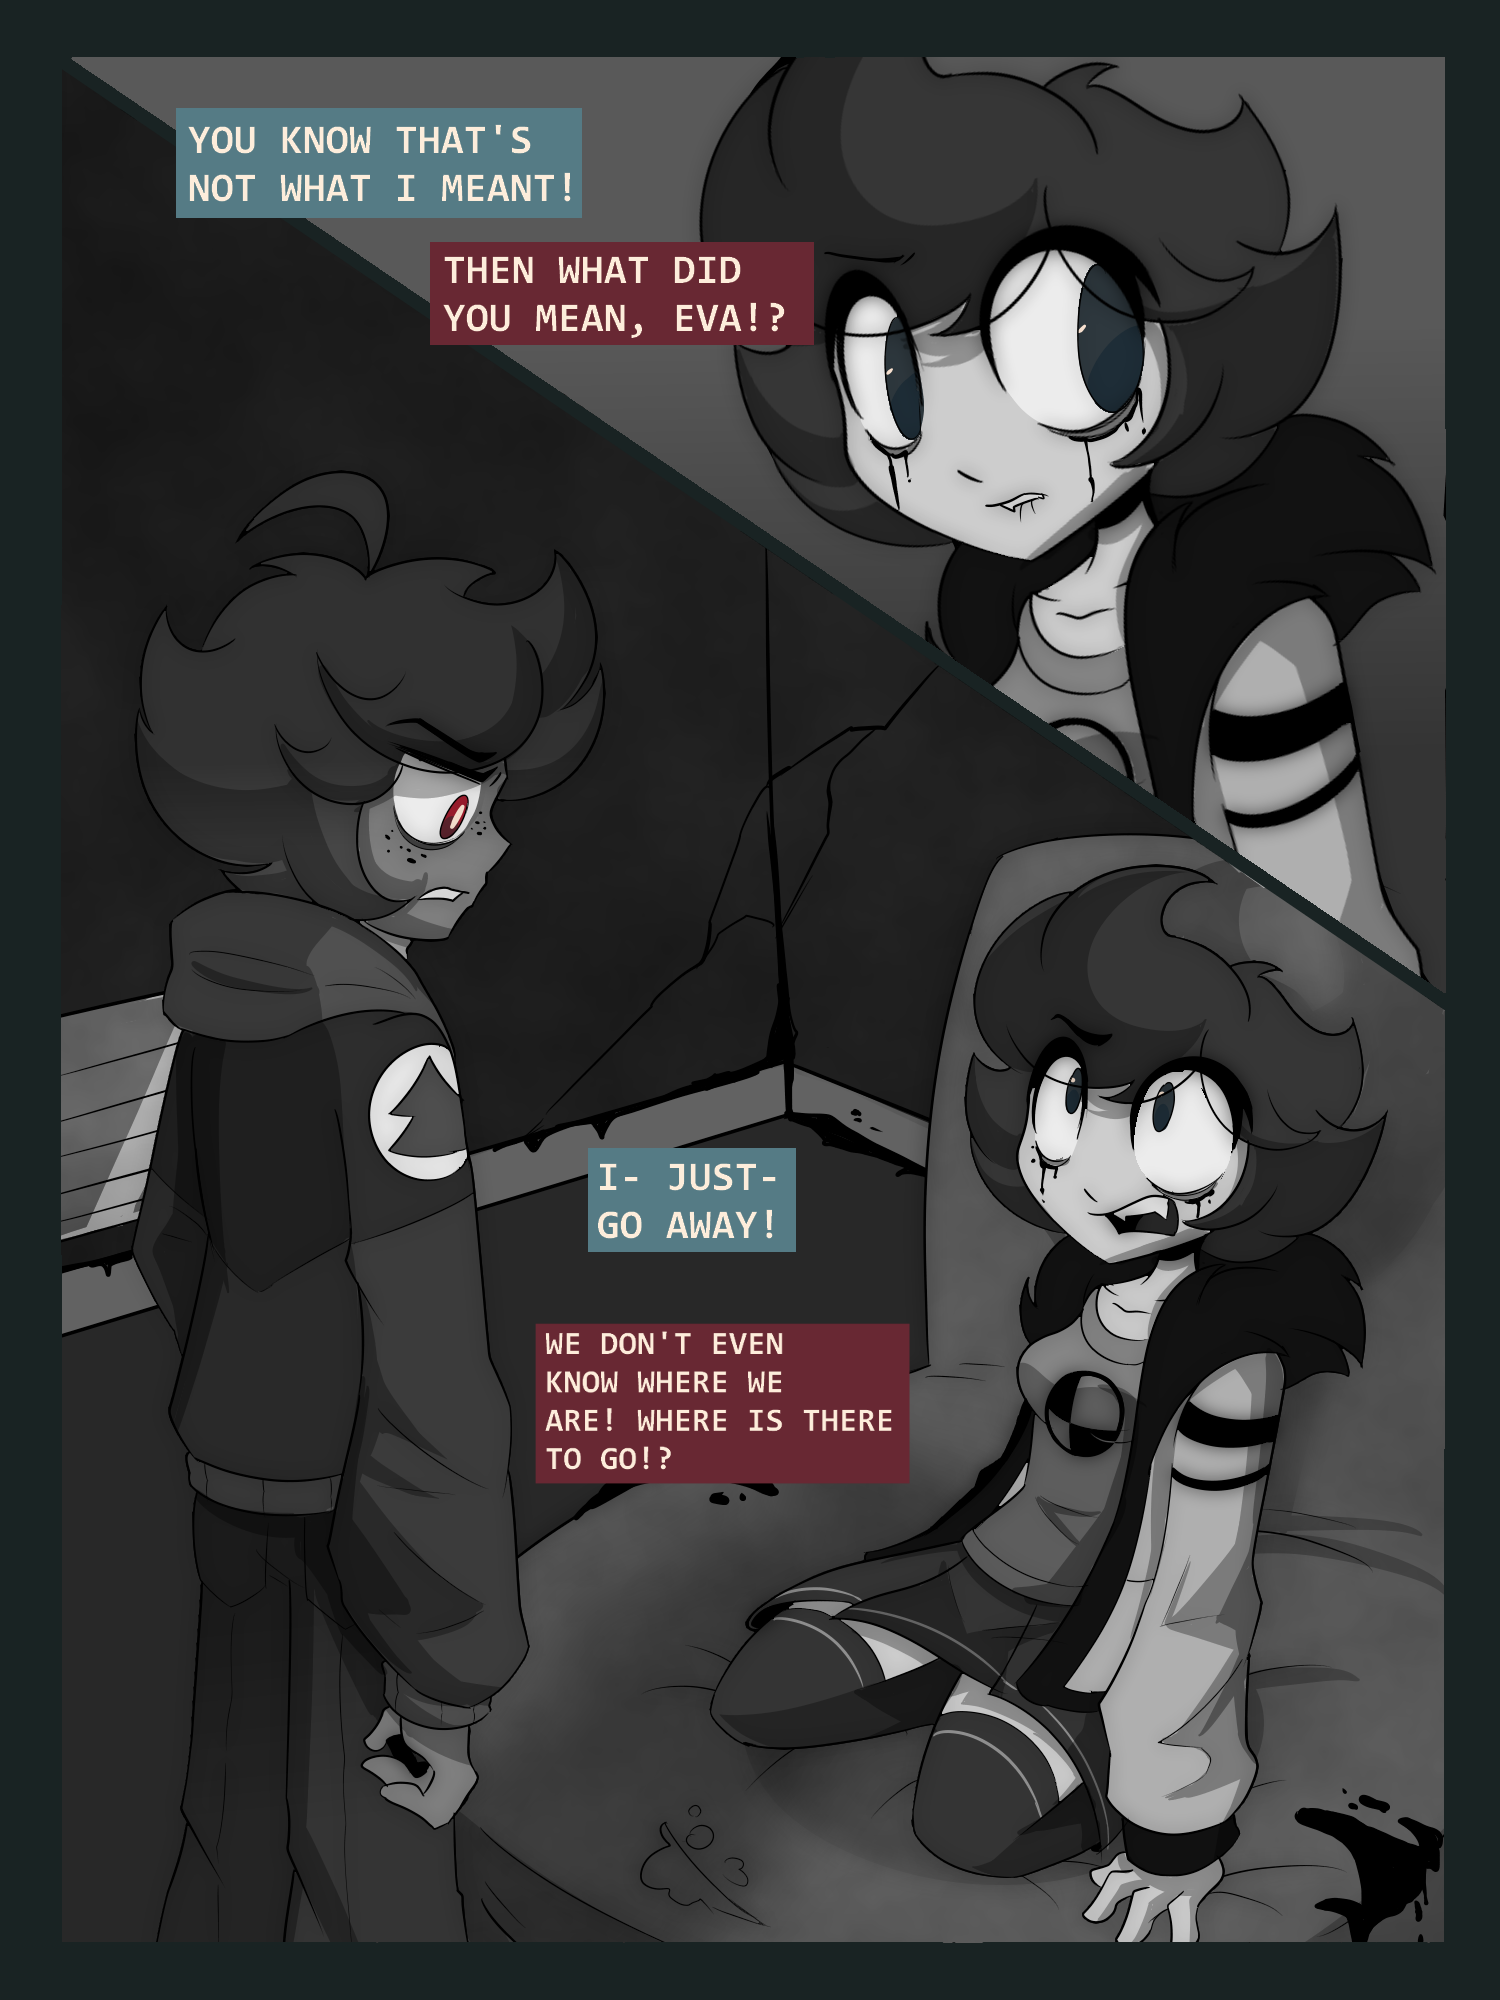 YOU KNOW THAT'S
NOT WHAT I MEANT!
THEN WHAT DID
YOU MEAN, EVA!?
I- JUST-
GO AWAY!
WE DON'T EVEN
KNOW WHERE WE
ARE! WHERE IS THERE
TO GO!?